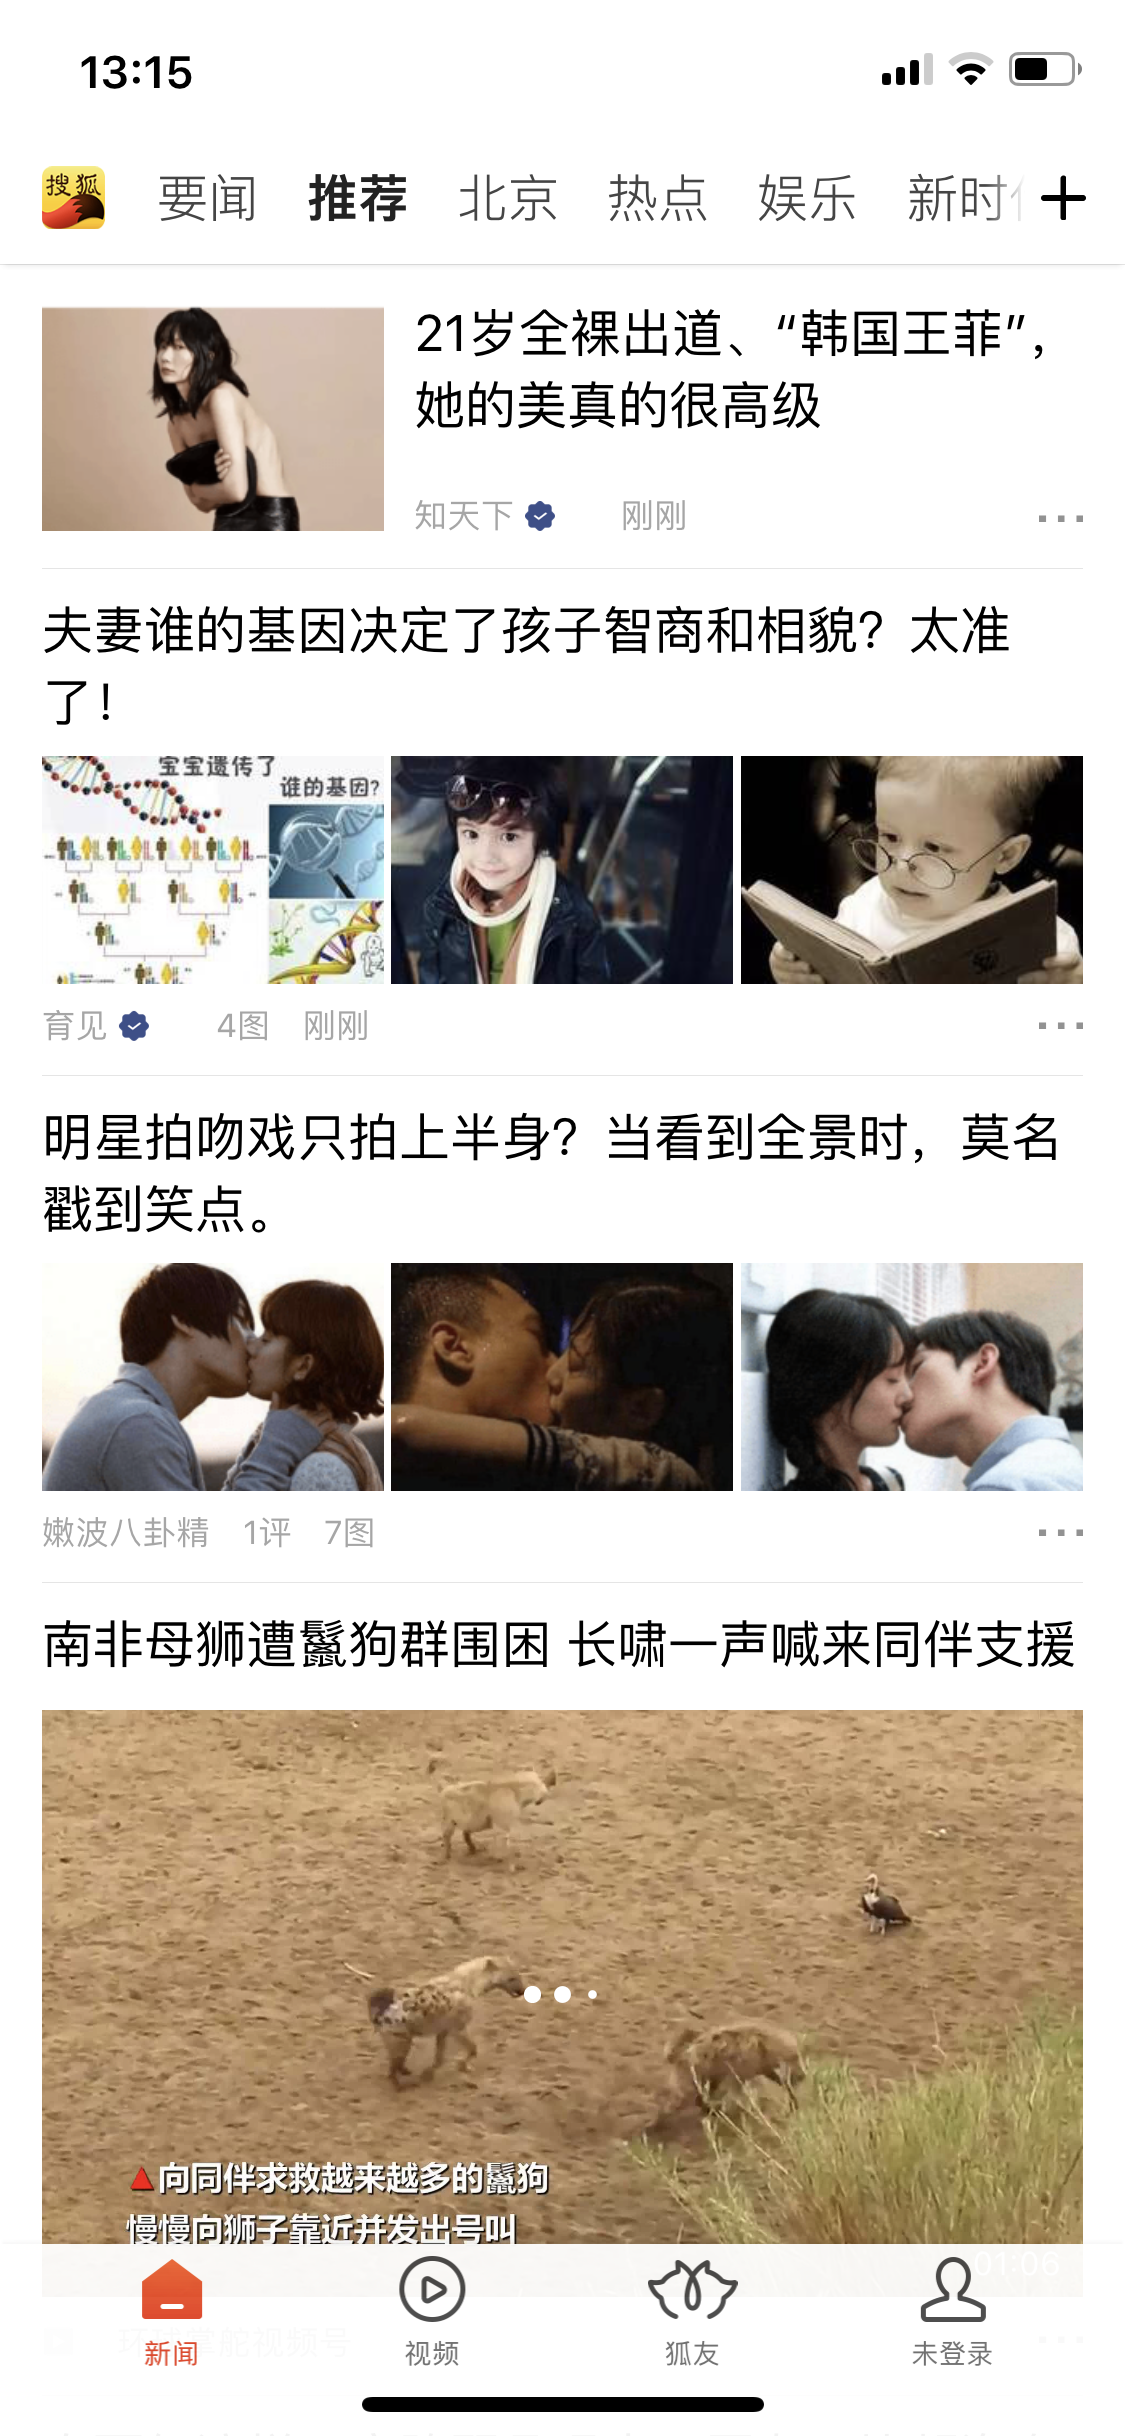 13:15
搜狐
要闻 推荐 北京 热点 娱乐 新时
21岁全裸出道、“韩国王菲”，
她的美真的很高级
知天下 刚刚
夫妻谁的基因决定了孩子智商和相貌？太准
了！
宝宝遗传了
谁的基因?
育见 4图 刚刚
明星拍吻戏只拍上半身？当看到全景时，莫名
戳到笑点。
嫩波八卦精 1评 7图
南非母狮遭鬣狗群围困 长啸一声喊来同伴支援
▲向同伴求救越来越多的鬣狗
慢慢向狮子靠近并发出号叫
01:06
新闻 视频 狐友 未登录